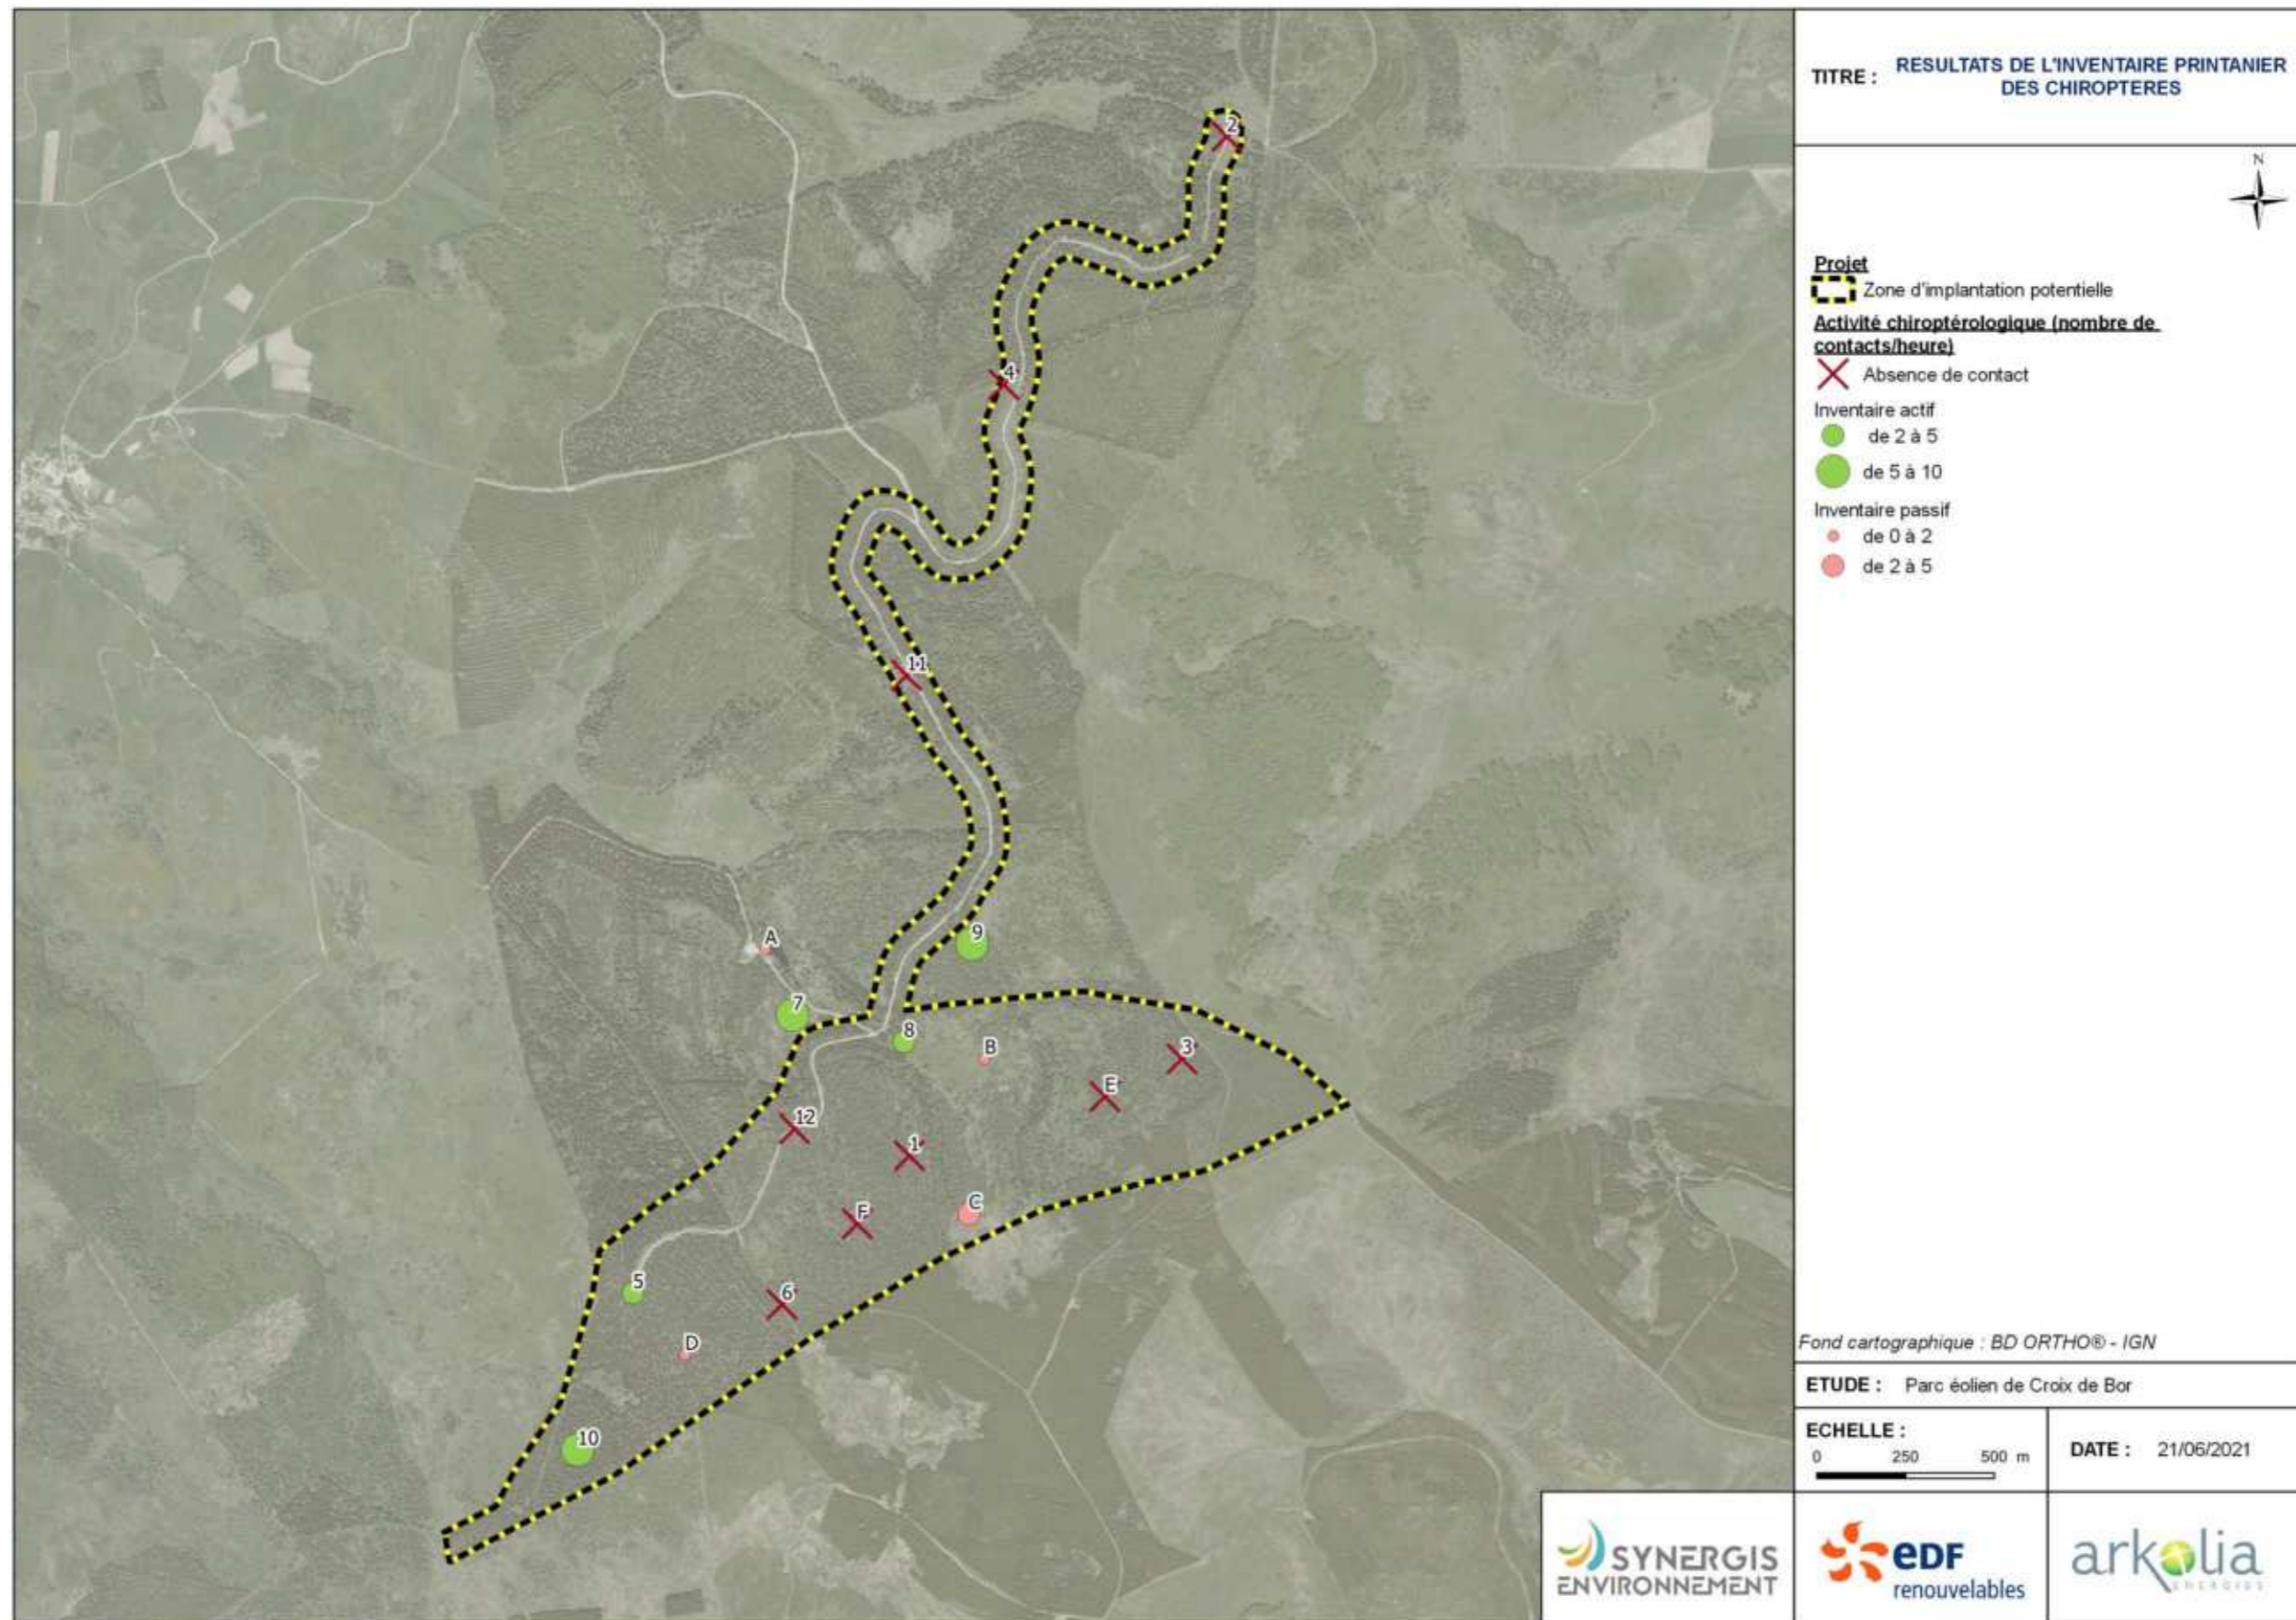 TITRE :
RESULTATS DE L'INVENTAIRE PRINTANIER
DES CHIROPTERES
N
Projet
Zone d'implantation potentielle
Activité chiroptérologique (nombre de
contacts/heure)
Absence de contact
Inventaire actif
de 2 à 5
de 5 à 10
Inventaire passif
de 0 à 2
de 2 à 5
2
4
11
A
9
7
8
B
3
E
12
1
C
F
5
6
D
10
Fond cartographique : BD ORTHO® - IGN
ETUDE : Parc éolien de Croix de Bor
ECHELLE :
0 250 500 m
DATE : 21/06/2021
SYNERGIS
ENVIRONNEMENT
eDF
renouvelables
arkolia
ENERGIES